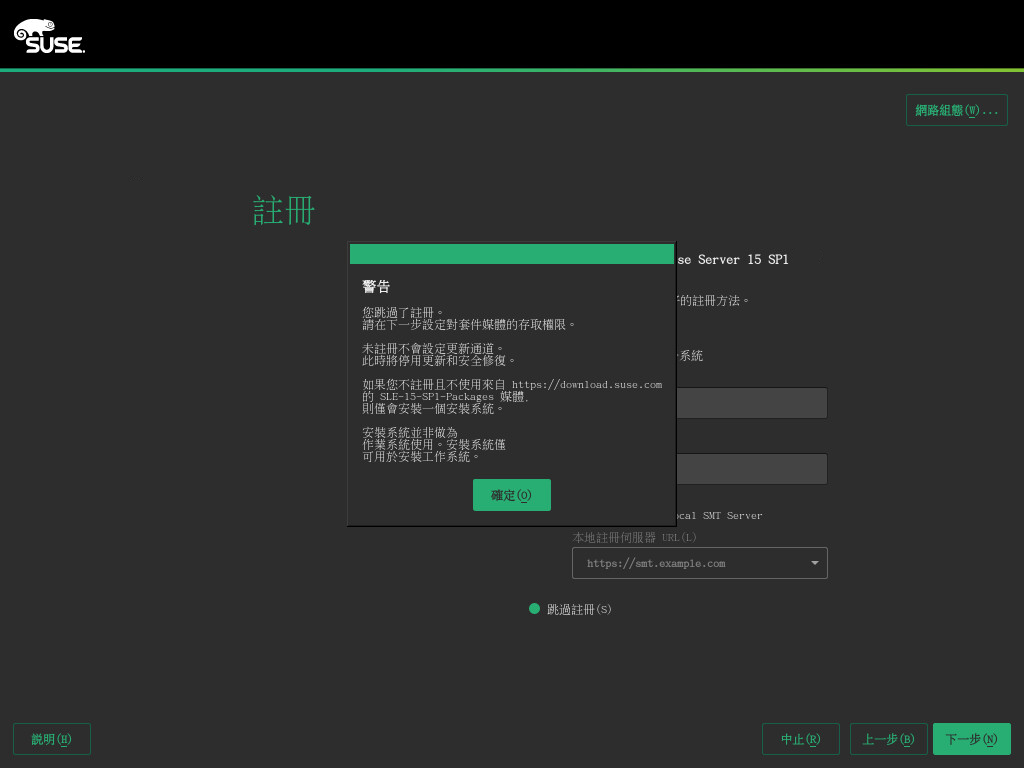 SUSE.
網路組態(W)...
註冊
se Server 15 SP1
警告
您跳過了註冊。
請在下一步設定對套件媒體的存取權限。
的註冊方法。
未註冊不會設定更新通道。
此時將停用更新和安全修復。
系統
如果您不註冊且不使用來自 https://download.suse.com
的 SLE-15-SP1-Packages 媒體,
則僅會安裝一個安裝系統。
安裝系統並非做為
作業系統使用。安裝系統僅
可用於安裝工作系統。
確定(O)
ocal SMT Server
本地註冊伺服器 URL(L)
https://smt.example.com
跳過註冊(S)
說明(H)
中止(R)
上一步(B)
下一步(N)